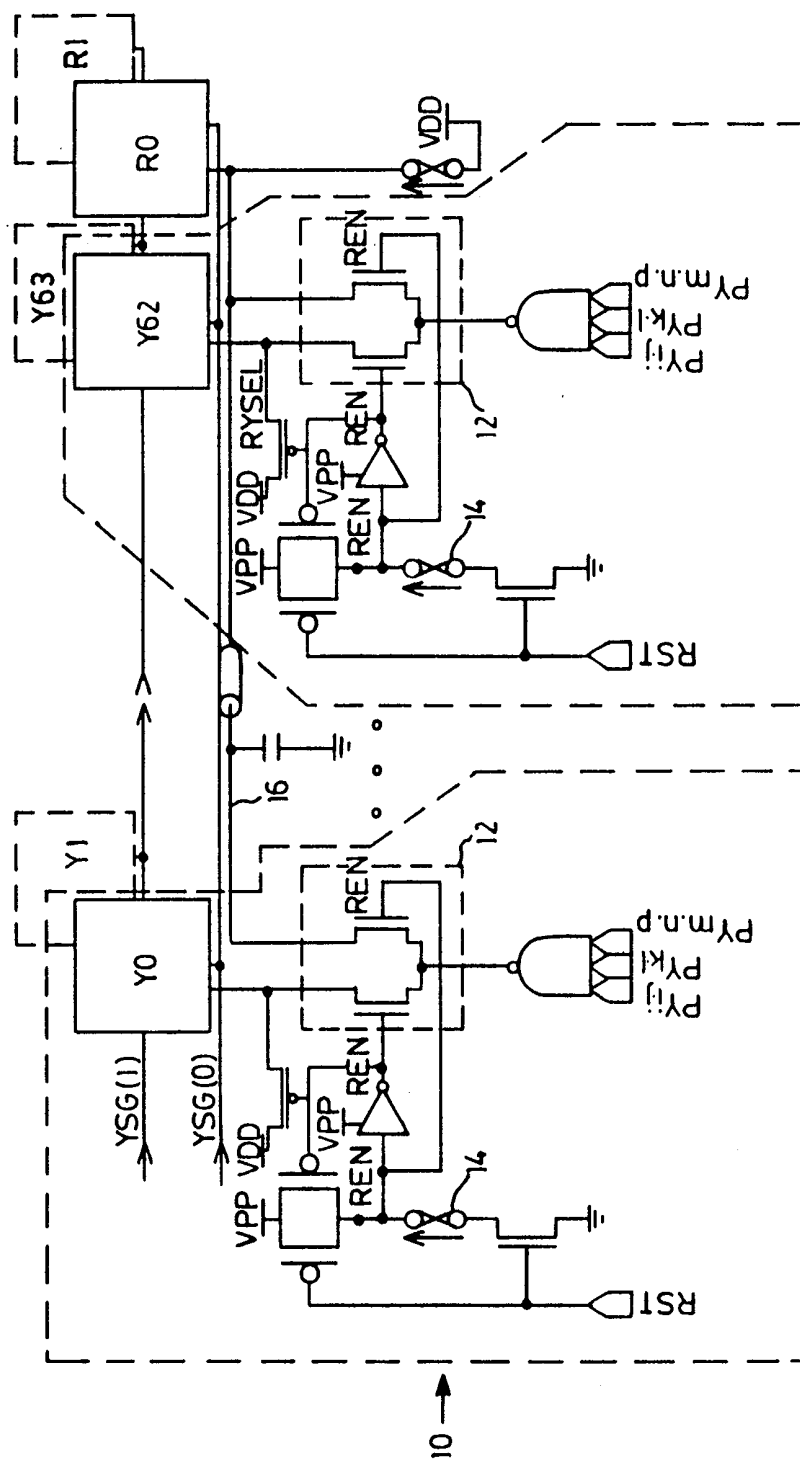 R1
R0
VDD
Y63
Y62
REN
PYi.j
PYk.l
PYm.n.p
12'
RYSEL
VDD
REN
VPP
VPP
REN
14
RST
16
Y1
Y0
12
REN
PYi.j
PYk.l
PYm.n.p
YSG(1)
YSG(0)
VDD
REN
VPP
VPP
REN
14
RST
10